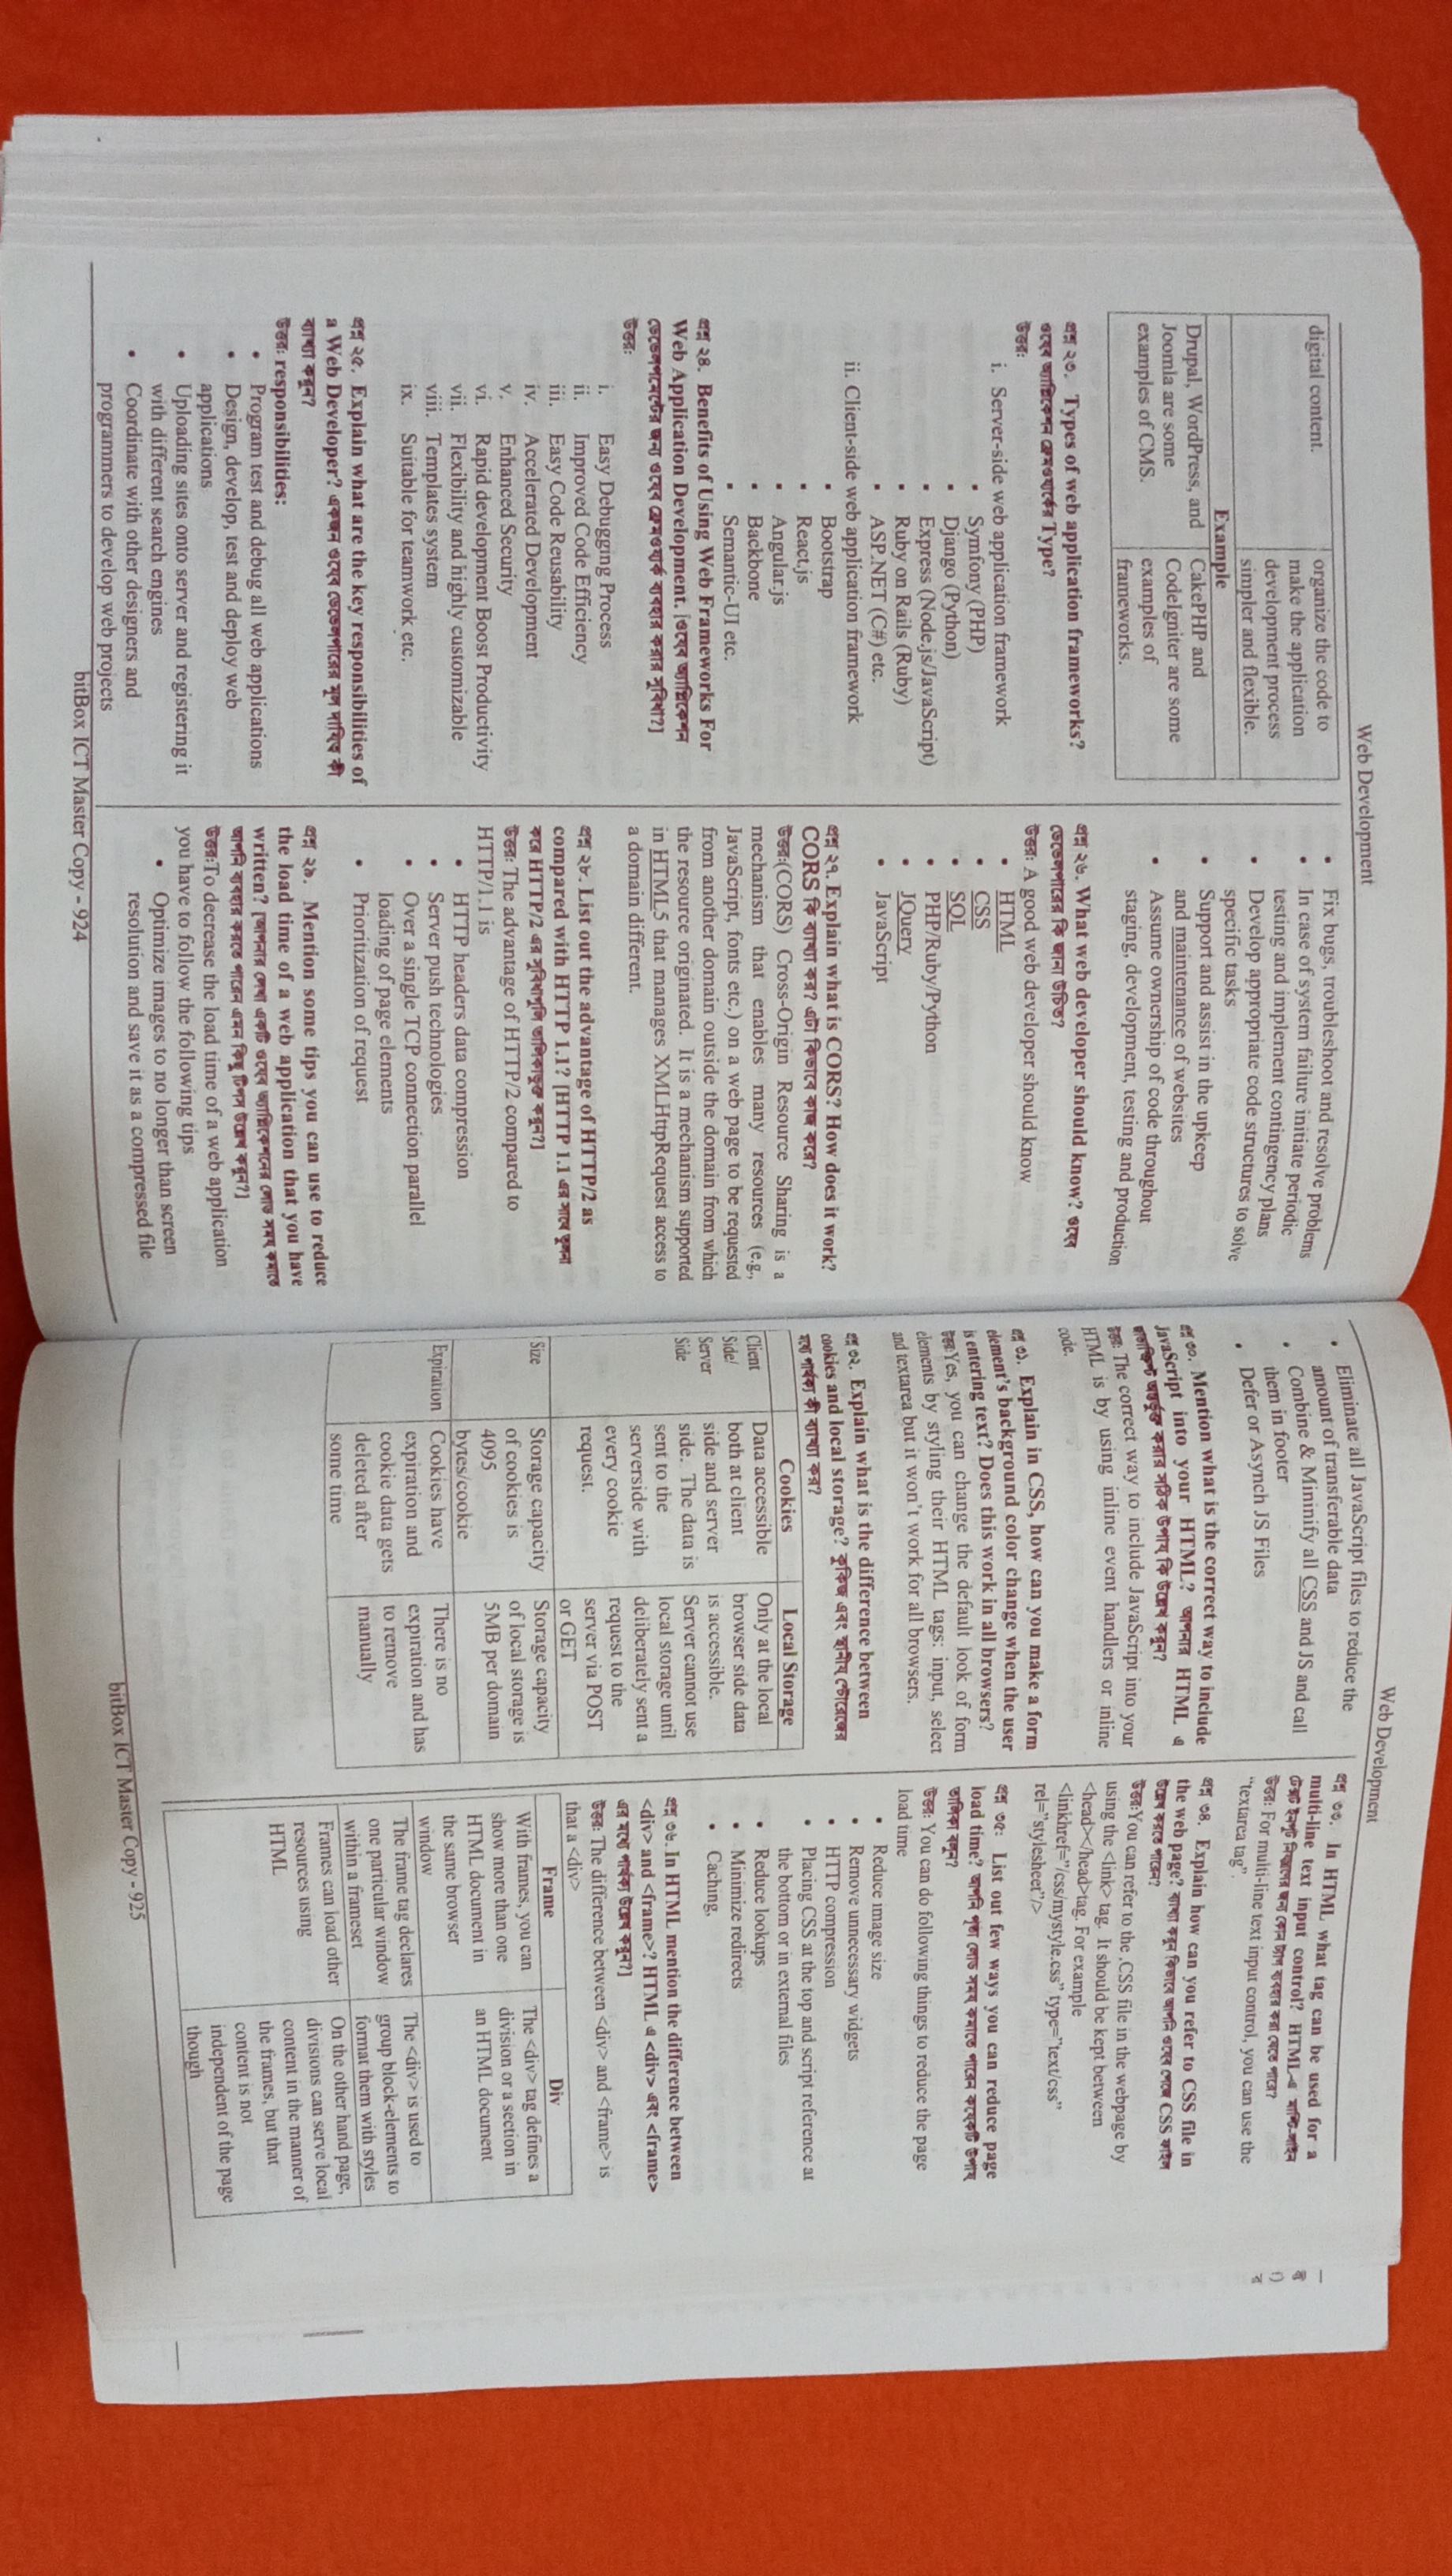 Web Development
digital content.
organize the code to
make the application
development process
simpler and flexible.
Example
Drupal, WordPress, and
Joomla are some
examples of CMS.
CakePHP and
CodeIgniter are some
examples of
frameworks.
প্রশ্ন ২৩. Types of web application frameworks?
ওয়েব অ্যাপ্লিকেশন ফ্রেমওয়ার্কের Type?
উত্তর:
i. Server-side web application framework
▪ Symfony (PHP)
▪ Django (Python)
▪ Express (Node.js/JavaScript)
▪ Ruby on Rails (Ruby)
▪ ASP.NET (C#) etc.
ii. Client-side web application framework
▪ Bootstrap
▪ React.js
▪ Angular.js
▪ Backbone
▪ Semantic-UI etc.
প্রশ্ন ২৪. Benefits of Using Web Frameworks For
Web Application Development. [ওয়েব অ্যাপ্লিকেশন
ডেভেলপমেন্টের জন্য ওয়েব ফ্রেমওয়ার্ক ব্যবহার করার সুবিধা?]
উত্তর:
i. Easy Debugging Process
ii. Improved Code Efficiency
iii. Easy Code Reusability
iv. Accelerated Development
v. Enhanced Security
vi. Rapid development Boost Productivity
vii. Flexibility and highly customizable
viii. Templates system
ix. Suitable for teamwork etc.
প্রশ্ন ২৫. Explain what are the key responsibilities of
a Web Developer? একজন ওয়েব ডেভেলপারের মূল দায়িত্ব কী
ব্যাখ্যা করুন?
উত্তর: responsibilities:
• Program test and debug all web applications
• Design, develop, test and deploy web
applications
• Uploading sites onto server and registering it
with different search engines
• Coordinate with other designers and
programmers to develop web projects
• Fix bugs, troubleshoot and resolve problems
• In case of system failure initiate periodic
testing and implement contingency plans
• Develop appropriate code structures to solve
specific tasks
• Support and assist in the upkeep
and maintenance of websites
• Assume ownership of code throughout
staging, development, testing and production
প্রশ্ন ২৬. What web developer should know? ওয়েব
ডেভেলপারের কি জানা উচিত?
উত্তর: A good web developer should know
• HTML
• CSS
• SQL
• PHP/Ruby/Python
• JQuery
• JavaScript
প্রশ্ন ২৭. Explain what is CORS? How does it work?
CORS কি ব্যাখ্যা কর? এটা কিভাবে কাজ করে?
উত্তর:(CORS) Cross-Origin Resource Sharing is a
mechanism that enables many resources (e.g.,
JavaScript, fonts etc.) on a web page to be requested
from another domain outside the domain from which
the resource originated. It is a mechanism supported
in HTML5 that manages XMLHttpRequest access to
a domain different.
প্রশ্ন ২৮. List out the advantage of HTTP/2 as
compared with HTTP 1.1? [HTTP 1.1 এর সাথে তুলনা
করে HTTP/2 এর সুবিধাগুলি তালিকাভুক্ত করুন?]
উত্তর: The advantage of HTTP/2 compared to
HTTP/1.1 is
• HTTP headers data compression
• Server push technologies
• Over a single TCP connection parallel
loading of page elements
• Prioritization of request
প্রশ্ন ২৯. Mention some tips you can use to reduce
the load time of a web application that you have
written? [আপনার লেখা একটি ওয়েব অ্যাপ্লিকেশনের লোড সময় কমাতে
আপনি ব্যবহার করতে পারেন এমন কিছু টিপস উল্লেখ করুন?]
উত্তর:To decrease the load time of a web application
you have to follow the following tips
• Optimize images to no longer than screen
resolution and save it as a compressed file
bitBox ICT Master Copy - 924
Web Development
• Eliminate all JavaScript files to reduce the
amount of transferable data
• Combine & Mininify all CSS and JS and call
them in footer
• Defer or Asynch JS Files
প্রশ্ন ৩০. Mention what is the correct way to include
JavaScript into your HTML? আপনার HTML এ
জাভাস্ক্রিপ্ট অন্তর্ভুক্ত করার সঠিক উপায় কি উল্লেখ করুন?
উত্তর: The correct way to include JavaScript into your
HTML is by using inline event handlers or inline
code.
প্রশ্ন ৩১. Explain in CSS, how can you make a form
element's background color change when the user
is entering text? Does this work in all browsers?
উত্তর:Yes, you can change the default look of form
elements by styling their HTML tags: input, select
and textarea but it won't work for all browsers.
প্রশ্ন ৩২. Explain what is the difference between
cookies and local storage? কুকিজ এবং স্থানীয় স্টোরেজের
মধ্যে পার্থক্য কী ব্যাখ্যা কর?
Cookies
Local Storage
Client
Side/
Server
Side
Data accessible
both at client
side and server
side. The data is
sent to the
serverside with
every cookie
request.
Only at the local
browser side data
is accessible.
Server cannot use
local storage until
deliberately sent a
request to the
server via POST
or GET
Size
Storage capacity
of cookies is
4095
bytes/cookie
Storage capacity
of local storage is
5MB per domain
Expiration
Cookies have
expiration and
cookie data gets
deleted after
some time
There is no
expiration and has
to remove
manually
প্রশ্ন ৩৩. In HTML what tag can be used for a
multi-line text input control? HTML-এ মাল্টি-লাইন
টেক্সট ইনপুট নিয়ন্ত্রণের জন্য কোন ট্যাগ ব্যবহার করা যেতে পারে?
উত্তর: For multi-line text input control, you can use the
“textarea tag”.
প্রশ্ন ৩৪. Explain how can you refer to CSS file in
the web page? ব্যাখ্যা করুন কিভাবে আপনি ওয়েব পেজে CSS ফাইল
উল্লেখ করতে পারেন?
উত্তর:You can refer to the .CSS file in the webpage by
using the <link> tag. It should be kept between
<head></head>tag. For example
<linkhref=”/css/mystyle.css” type=”text/css”
rel=”stylesheet”/>
প্রশ্ন ৩৫: List out few ways you can reduce page
load time? আপনি পৃষ্ঠা লোড সময় কমাতে পারেন কয়েকটি উপায়
তালিকা বলুন?
উত্তর: You can do following things to reduce the page
load time
• Reduce image size
• Remove unnecessary widgets
• HTTP compression
• Placing CSS at the top and script reference at
the bottom or in external files
• Reduce lookups
• Minimize redirects
• Caching,
প্রশ্ন ৩৬. In HTML mention the difference between
<div> and <frame>? HTML এ <div> এবং <frame>
এর মধ্যে পার্থক্য উল্লেখ করুন?]
উত্তর: The difference between <div> and <frame> is
that a <div>
Frame
Div
With frames, you can
show more than one
HTML document in
the same browser
window
The <div> tag defines a
division or a section in
an HTML document
The frame tag declares
one particular window
within a frameset
The <div> is used to
group block-elements to
format them with styles
Frames can load other
resources using
HTML
On the other hand page,
divisions can serve local
content in the manner of
the frames, but that
content is not
independent of the page
though
bitBox ICT Master Copy - 925